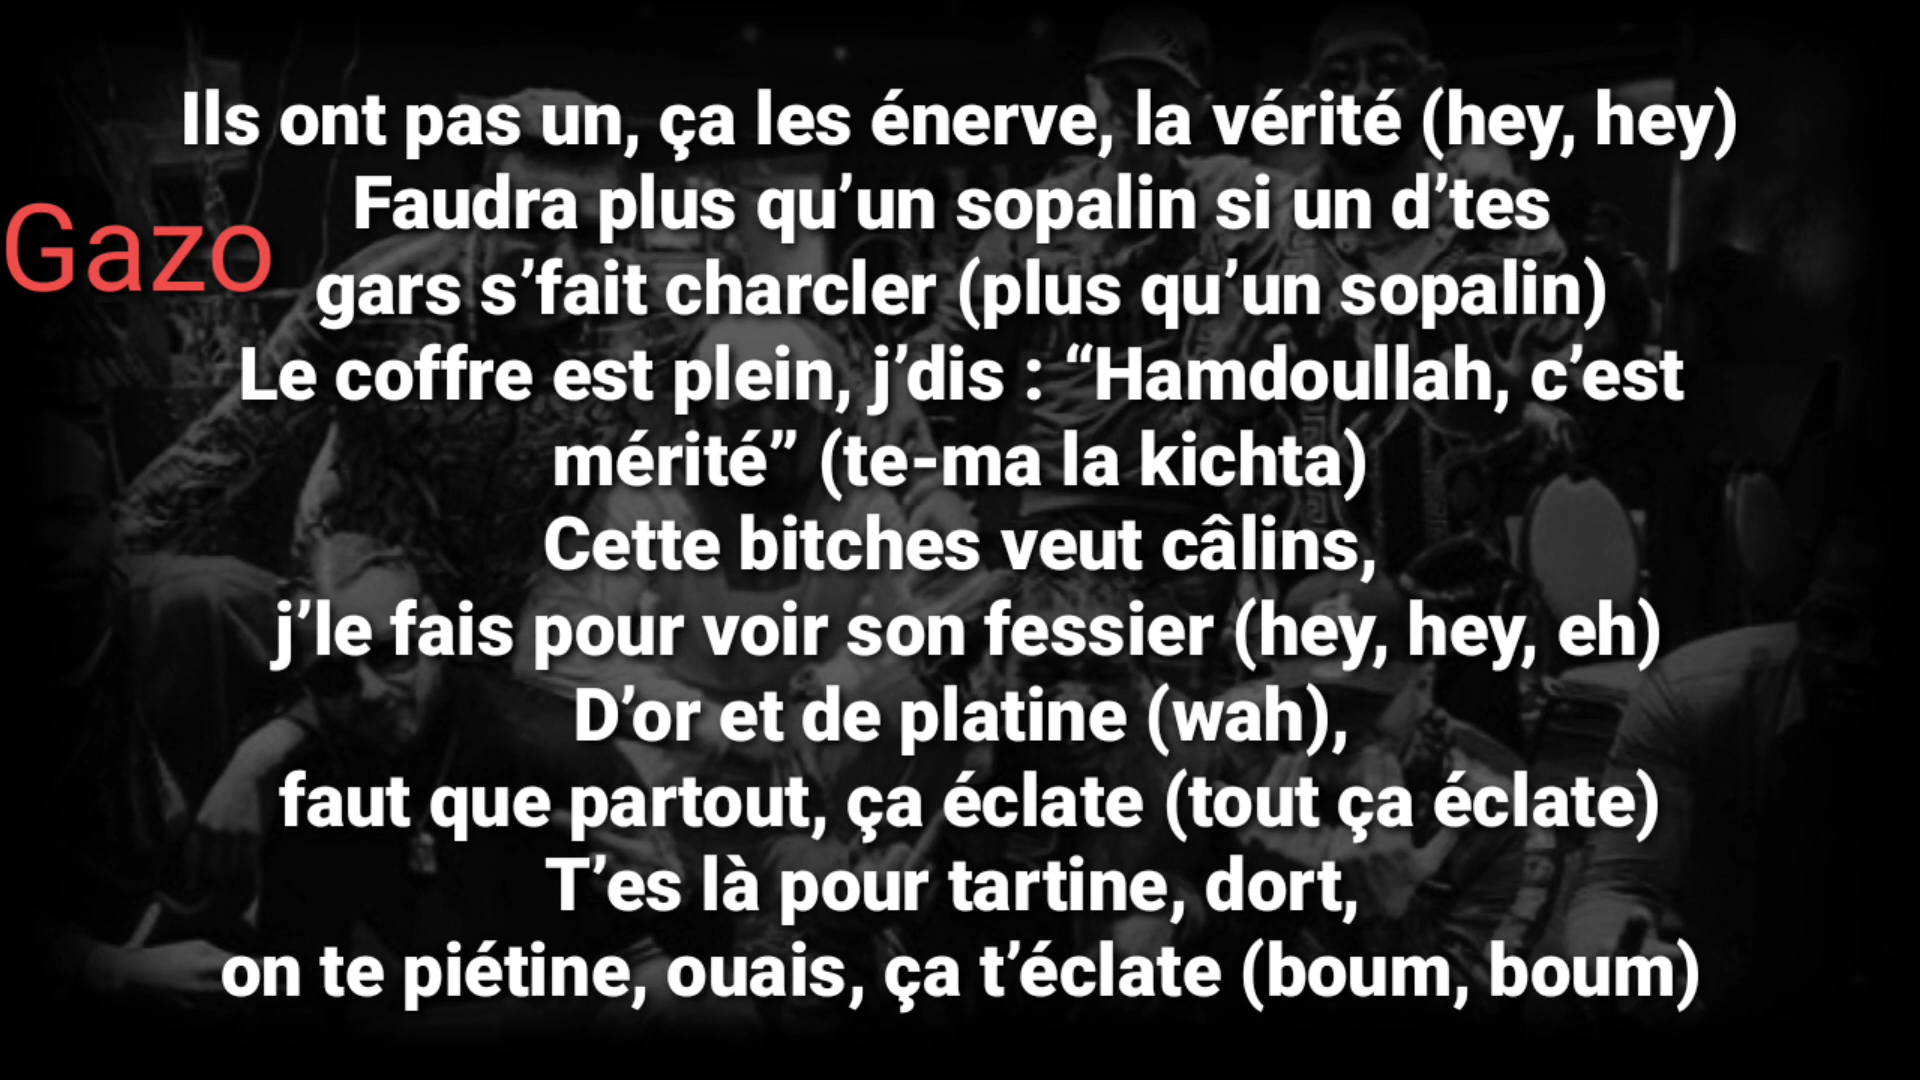 Ils ont pas un, ça les énerve, la vérité (hey, hey)
Faudra plus qu’un sopalin si un d’tes
Gazo
gars s’fait charcler (plus qu’un sopalin)
Le coffre est plein, j’dis : “Hamdoullah, c’est
mérité” (te-ma la kichta)
Cette bitches veut câlins,
j’le fais pour voir son fessier (hey, hey, eh)
D’or et de platine (wah),
faut que partout, ça éclate (tout ça éclate)
T’es là pour tartine, dort,
on te piétine, ouais, ça t’éclate (boum, boum)